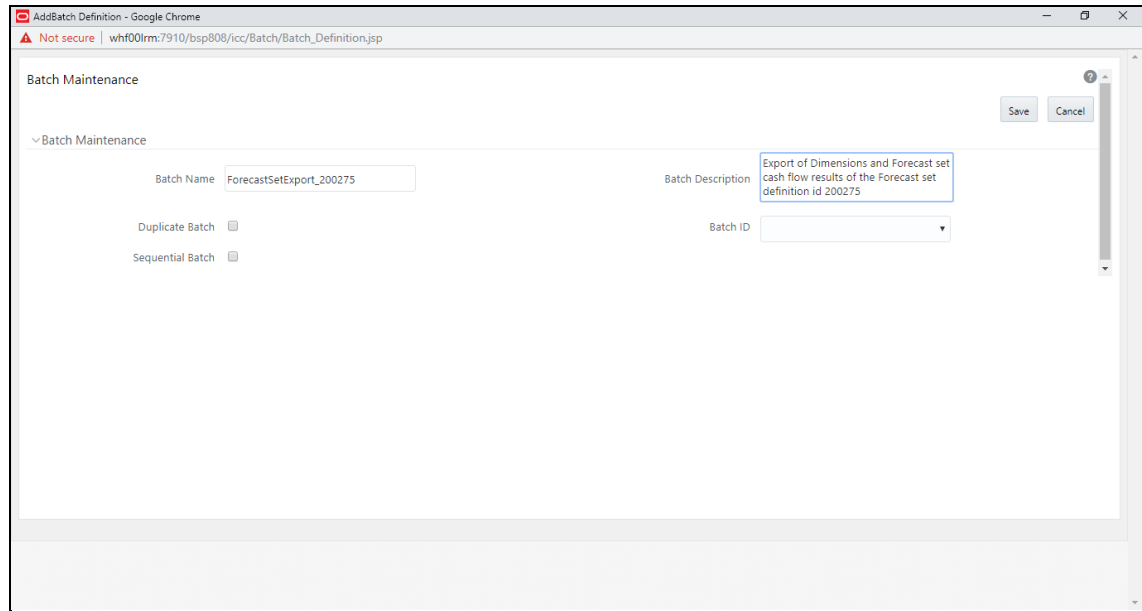 AddBatch Definition - Google Chrome
Not secure | whf00lrm:7910/bsp808/icc/Batch/Batch_Definition.jsp
Batch Maintenance
?
Save Cancel
Batch Maintenance
Batch Name ForecastSetExport_200275
Batch Description Export of Dimensions and Forecast set
cash flow results of the Forecast set
definition id 200275
Duplicate Batch
Batch ID
Sequential Batch